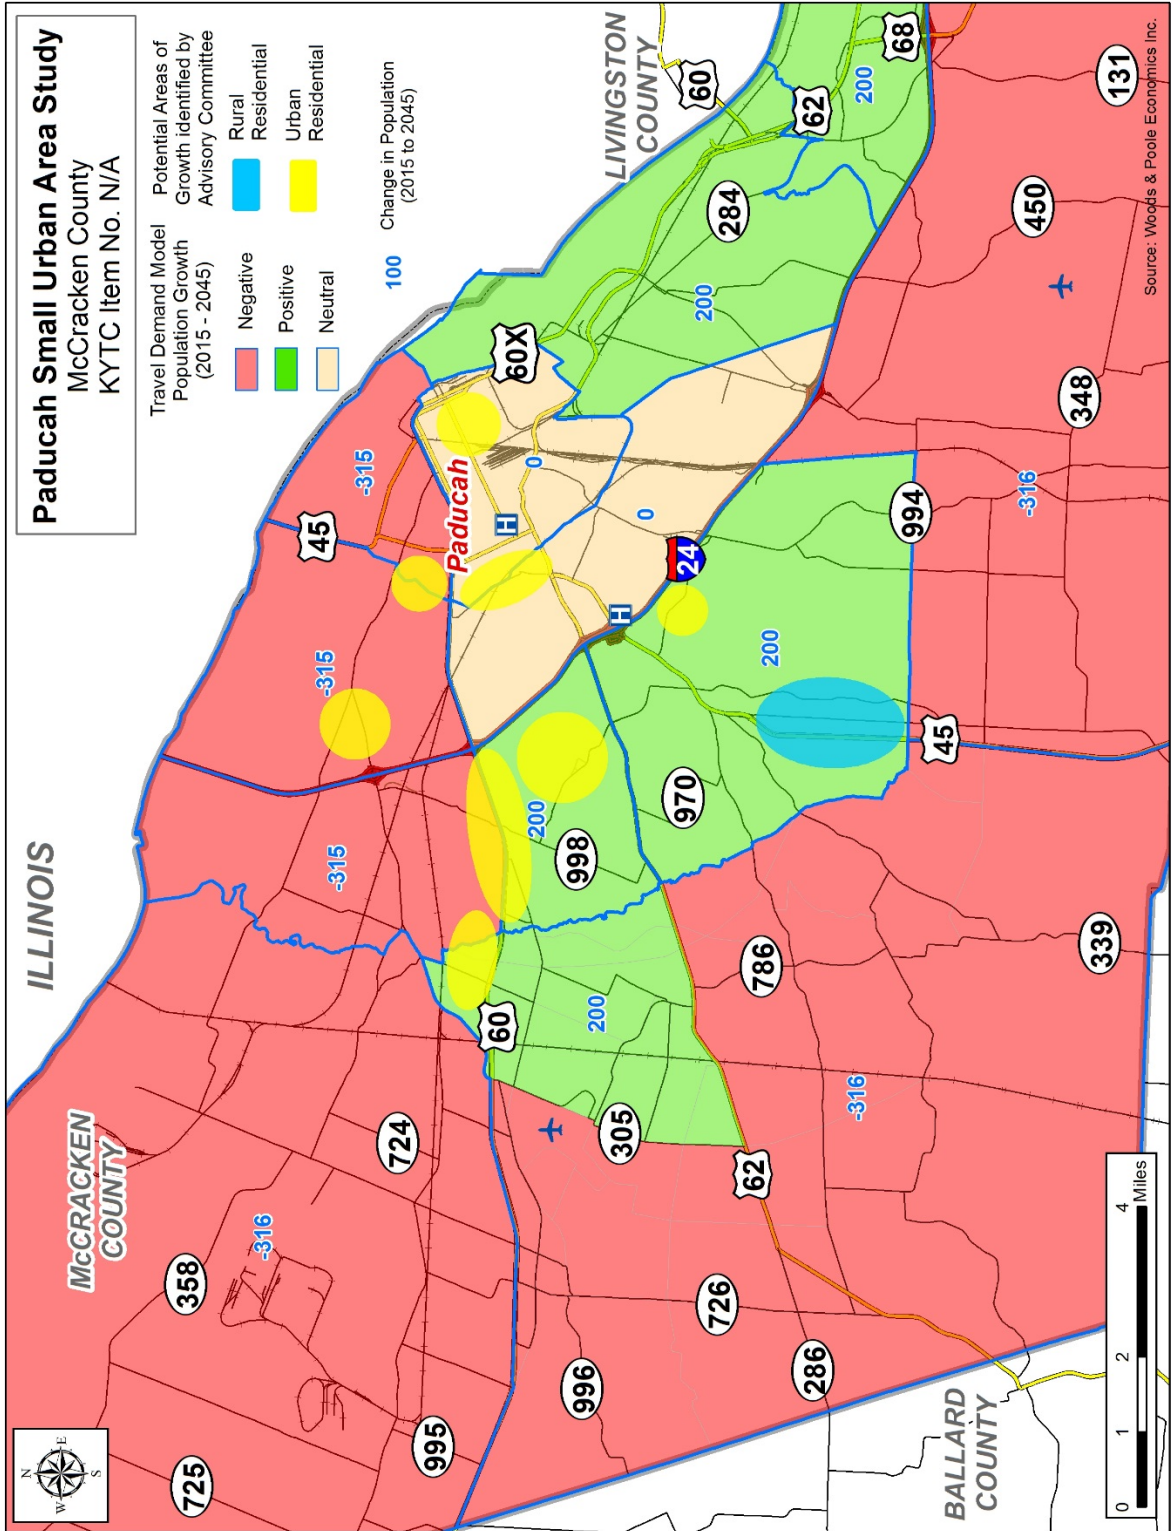 Paducah Small Urban Area Study
McCracken County
KYTC Item No. N/A
Travel Demand Model
Population Growth
(2015 - 2045)
Negative
Positive
Neutral
Potential Areas of
Growth identified by
Advisory Committee
Rural
Residential
Urban
Residential
100
Change in Population
(2015 to 2045)
ILLINOIS
McCRACKEN
COUNTY
LIVINGSTON
COUNTY
BALLARD
COUNTY
Paducah
N
W
E
S
725
358
724
995
-316
-315
-315
-315
45
60X
60
62
68
200
284
200
H
0
0
H
24
60
998
200
200
305
996
726
286
62
786
970
200
994
45
-316
-316
339
348
450
131
0
1
2
4
Miles
Source: Woods & Poole Economics Inc.